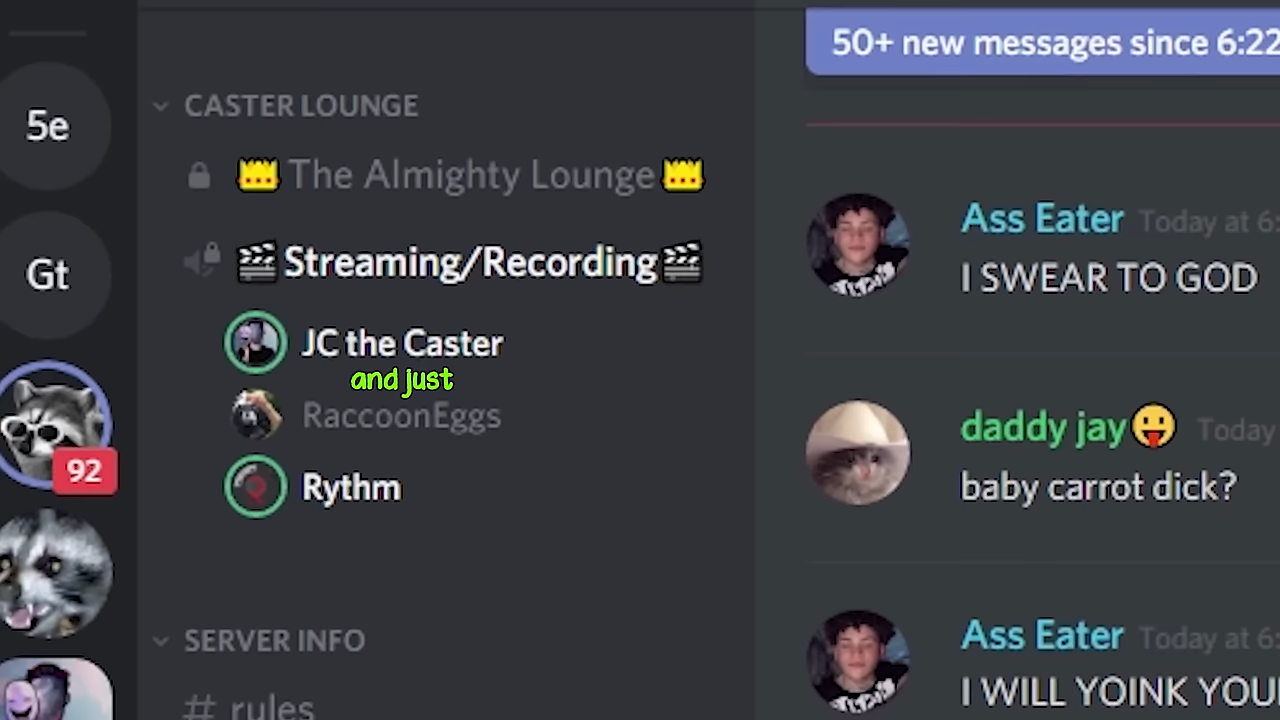 5e
Gt
92
CASTER LOUNGE
The Almighty Lounge
🎬Streaming/Recording🎬
JC the Caster
and just
RaccoonEggs
Rythm
SERVER INFO
# rules
50+ new messages since 6:22
Ass Eater Today at 6:
I SWEAR TO GOD
daddy jay😛 Today
baby carrot dick?
Ass Eater Today at 6:
I WILL YOINK YOU